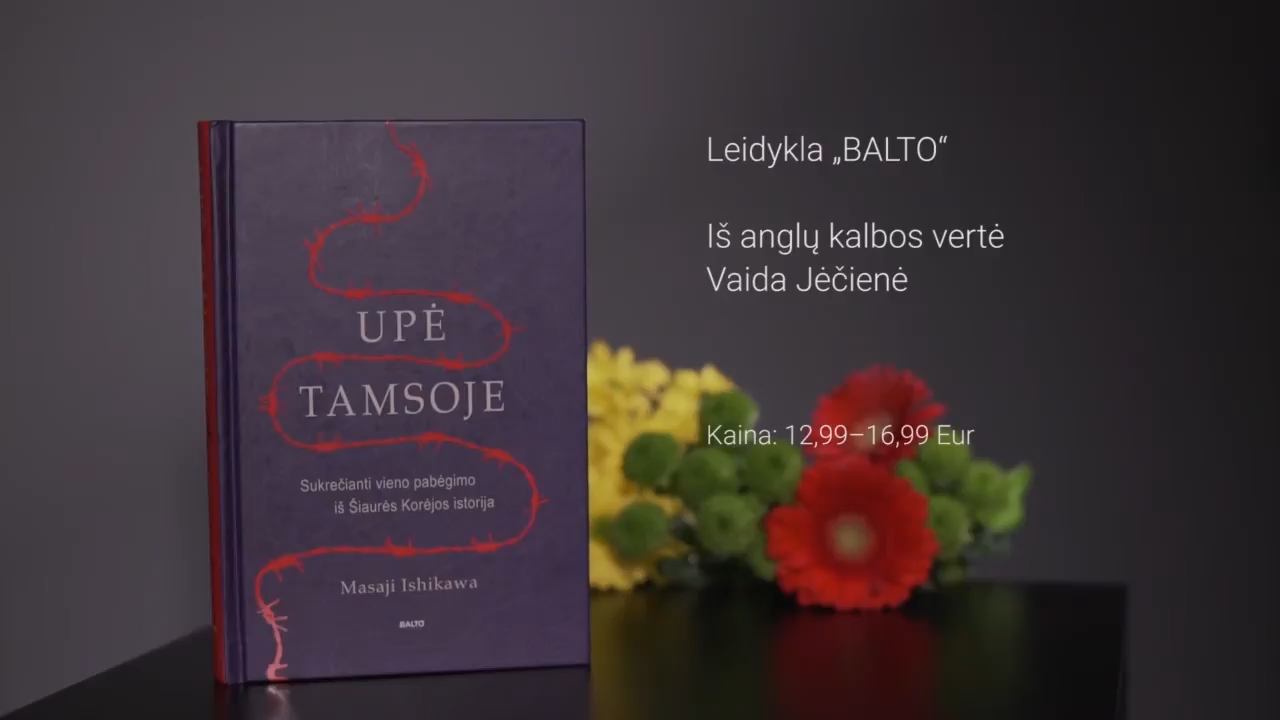 UPĖ
TAMSOJE
Sukrečianti vieno pabėgimo
iš Šiaurės Korėjos istorija
Masaji Ishikawa
BALTO
Leidykla „BALTO“
Iš anglų kalbos vertė
Vaida Jėčienė
Kaina: 12,99–16,99 Eur